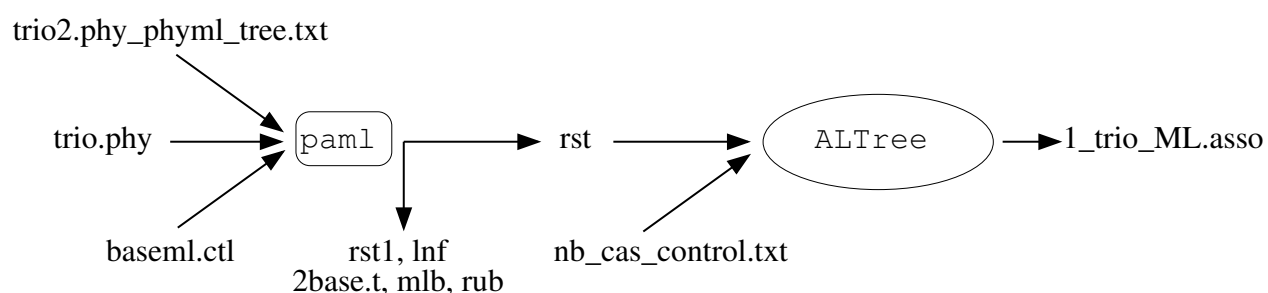 trio2.phy_phyml_tree.txt
trio.phy
paml
rst
ALTree
1_trio_ML.asso
baseml.ctl
rst1, lnf
2base.t, mlb, rub
nb_cas_control.txt